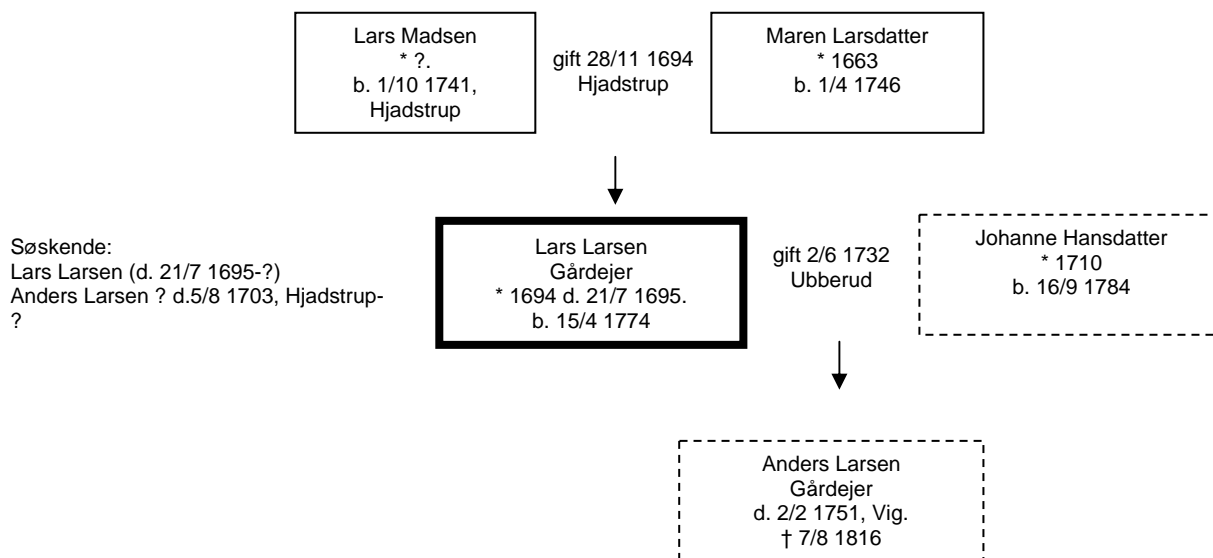 Lars Madsen
* ?.
b. 1/10 1741,
Hjadstrup
gift 28/11 1694
Hjadstrup
Maren Larsdatter
* 1663
b. 1/4 1746
Søskende:
Lars Larsen (d. 21/7 1695-?)
Anders Larsen ? d.5/8 1703, Hjadstrup-
?
Lars Larsen
Gårdejer
* 1694 d. 21/7 1695.
b. 15/4 1774
gift 2/6 1732
Ubberud
Johanne Hansdatter
* 1710
b. 16/9 1784
Anders Larsen
Gårdejer
d. 2/2 1751, Vig.
† 7/8 1816